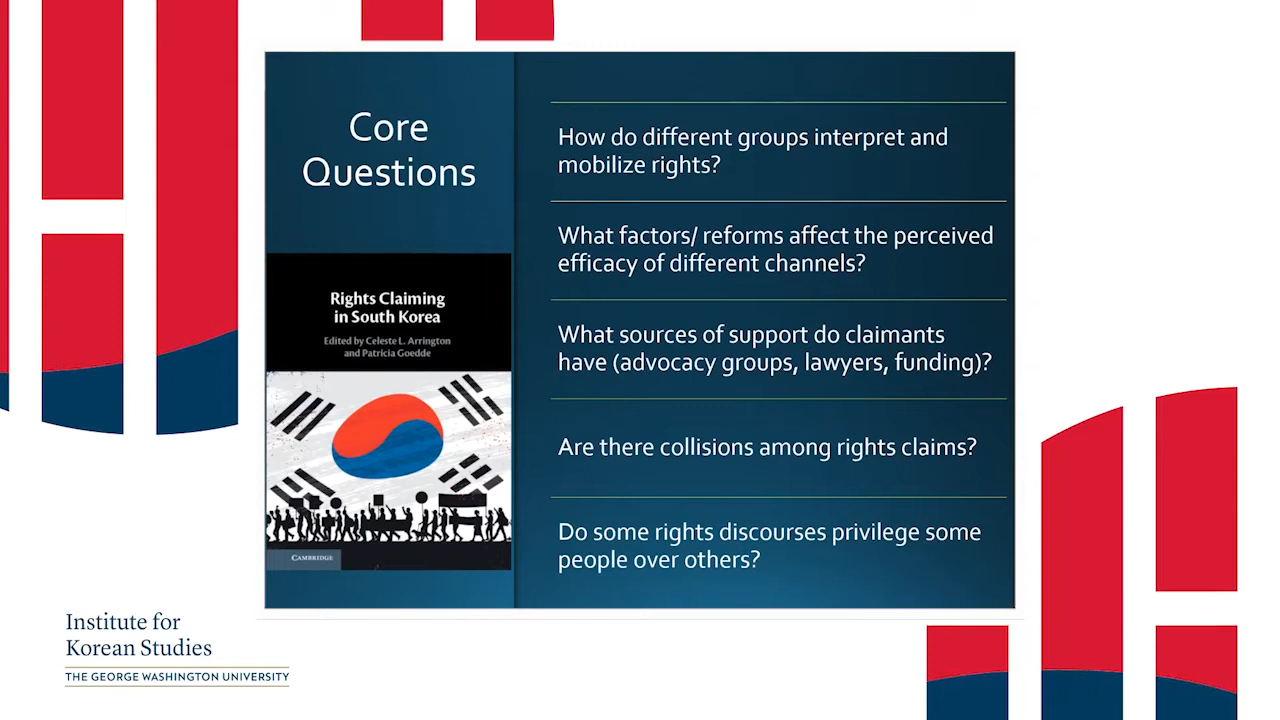 Core
Questions
Rights Claiming
in South Korea
Edited by Celeste L. Arrington
and Patricia Goedde
CAMBRIDGE
How do different groups interpret and
mobilize rights?
What factors/ reforms affect the perceived
efficacy of different channels?
What sources of support do claimants
have (advocacy groups, lawyers, funding)?
Are there collisions among rights claims?
Do some rights discourses privilege some
people over others?
Institute for
Korean Studies
THE GEORGE WASHINGTON UNIVERSITY